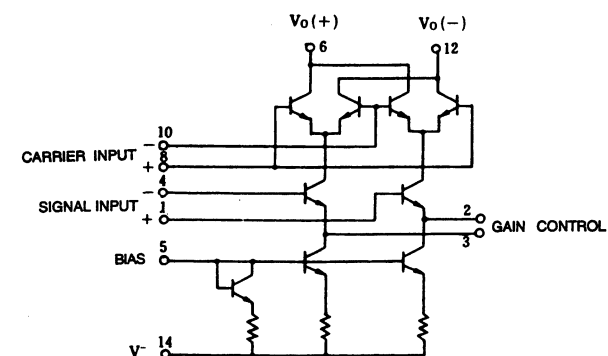 Vo(+) Vo(−)
6 12
10
−
CARRIER INPUT 8
+
4
−
SIGNAL INPUT 1
+
2
GAIN CONTROL
3
5
BIAS
V⁻ 14